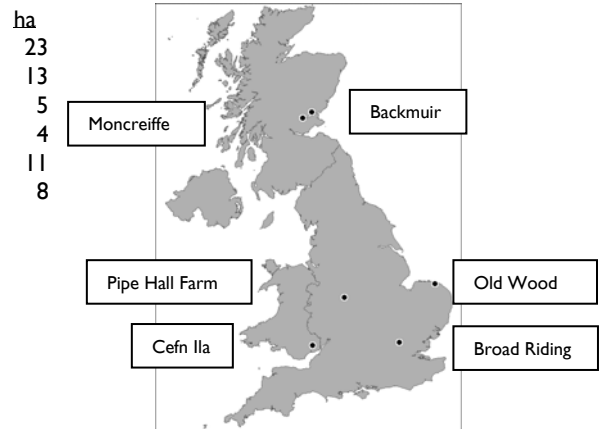 ha
23
13
5
4
11
8
Moncreiffe
Backmuir
Pipe Hall Farm
Old Wood
Cefn Ila
Broad Riding